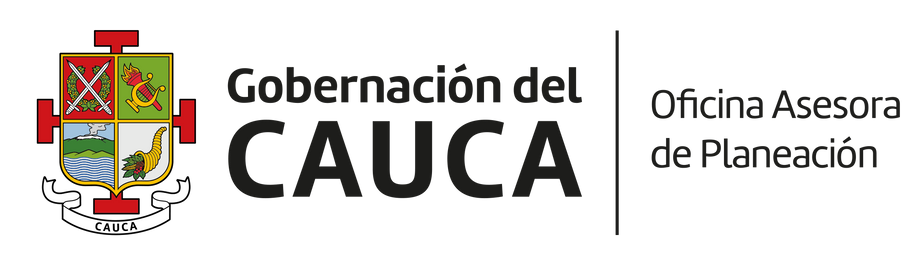 Gobernación del
CAUCA
Oficina Asesora
de Planeación
CAUCA